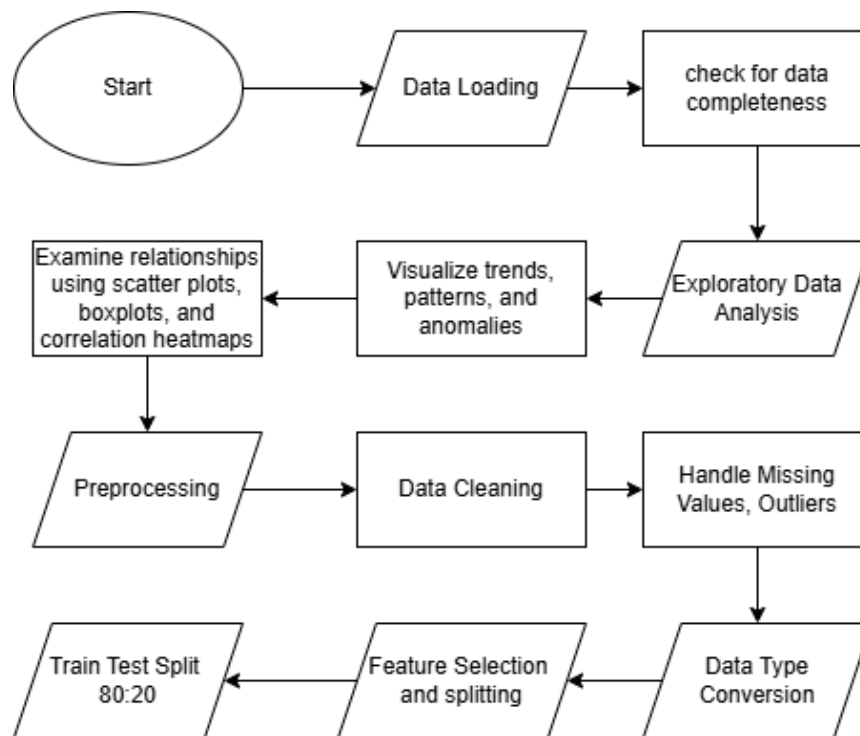 Start
Data Loading
check for data
completeness
Exploratory Data
Analysis
Visualize trends,
patterns, and
anomalies
Examine relationships
using scatter plots,
boxplots, and
correlation heatmaps
Preprocessing
Data Cleaning
Handle Missing
Values, Outliers
Data Type
Conversion
Feature Selection
and splitting
Train Test Split
80:20